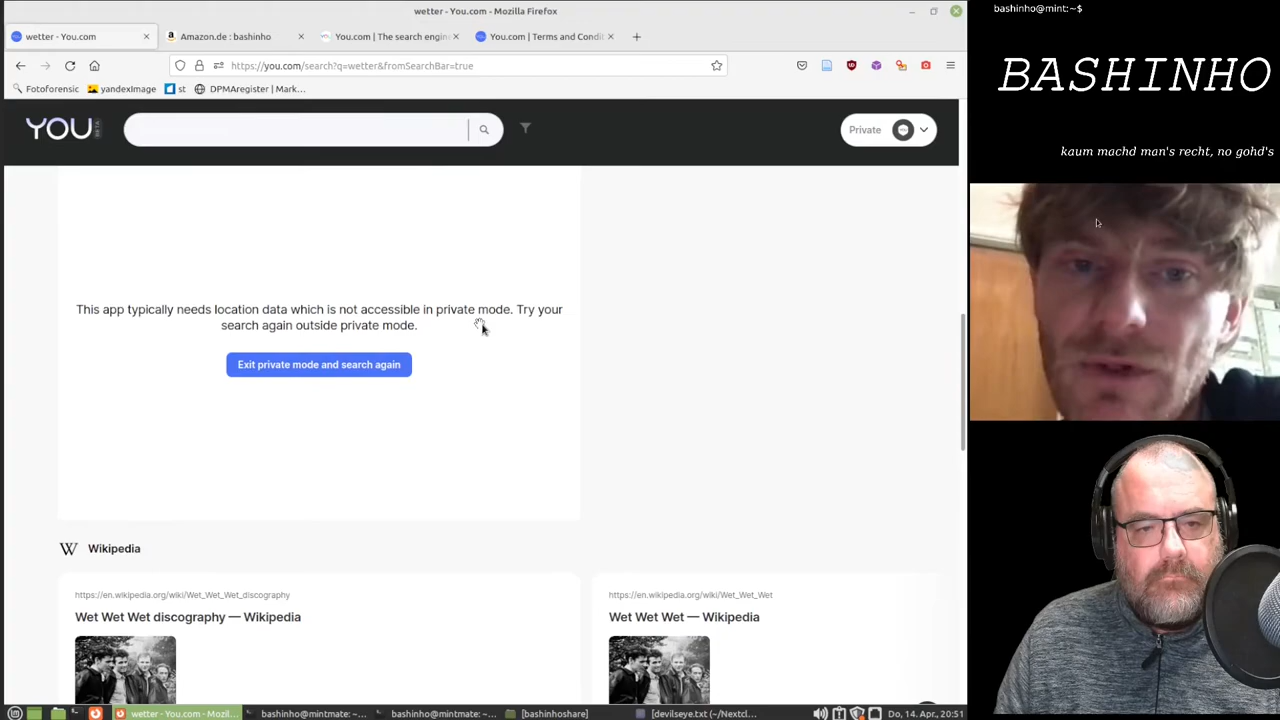 wetter - You.com — Mozilla Firefox
wetter - You.com
Amazon.de : bashinho
You.com | The search engin
You.com | Terms and Condit
https://you.com/search?q=wetter&fromSearchBar=true
Fotoforensic
yandexImage
st
DPMAregister | Mark...
YOU
BETA
Private
This app typically needs location data which is not accessible in private mode. Try your
search again outside private mode.
Exit private mode and search again
W Wikipedia
https://en.wikipedia.org/wiki/Wet_Wet_Wet_discography
Wet Wet Wet discography — Wikipedia
https://en.wikipedia.org/wiki/Wet_Wet_Wet
Wet Wet Wet — Wikipedia
wetter - You.com — Mozil...
bashinho@mintmate: ~...
bashinho@mintmate: ~...
[bashinhoshare]
[devilseye.txt (~/Nextcl...
Do, 14. Apr., 20:51
bashinho@mint:~$
BASHINHO
kaum machd man's recht, no gohd's